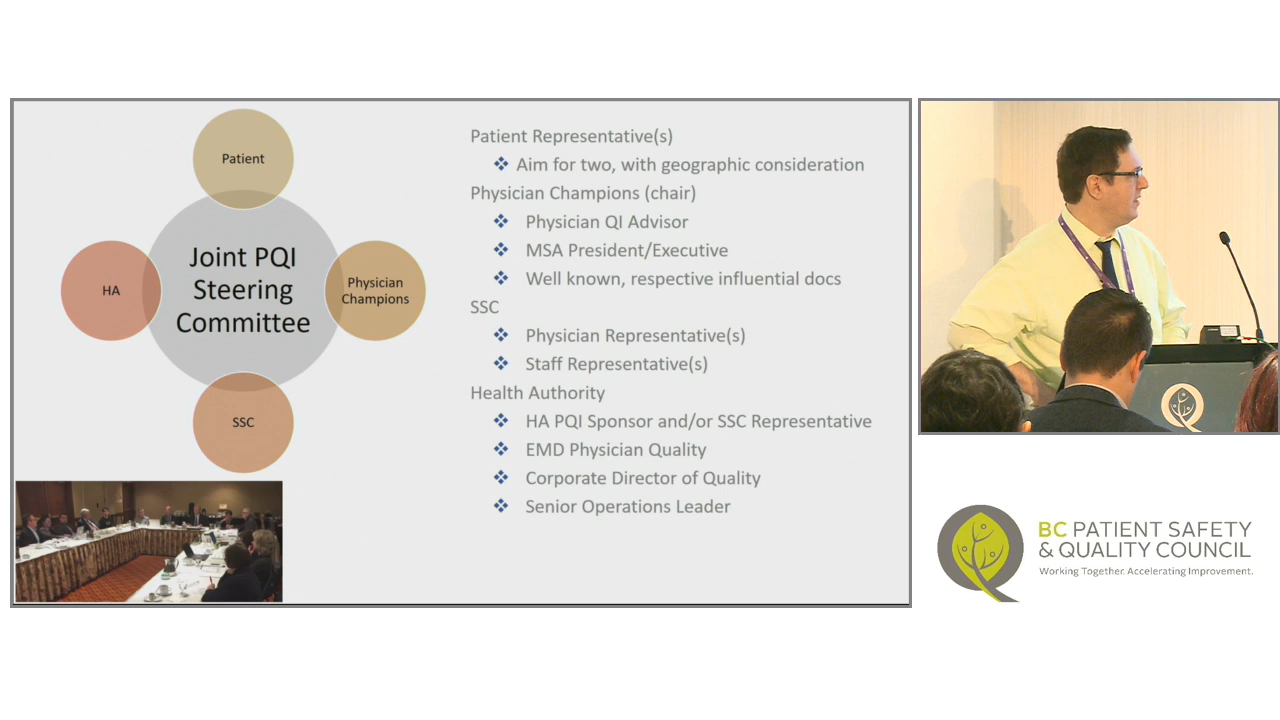 Patient
HA
Joint PQI
Steering
Committee
Physician
Champions
SSC
Patient Representative(s)
Aim for two, with geographic consideration
Physician Champions (chair)
Physician QI Advisor
MSA President/Executive
Well known, respective influential docs
SSC
Physician Representative(s)
Staff Representative(s)
Health Authority
HA PQI Sponsor and/or SSC Representative
EMD Physician Quality
Corporate Director of Quality
Senior Operations Leader
BC PATIENT SAFETY
& QUALITY COUNCIL
Working Together. Accelerating Improvement.